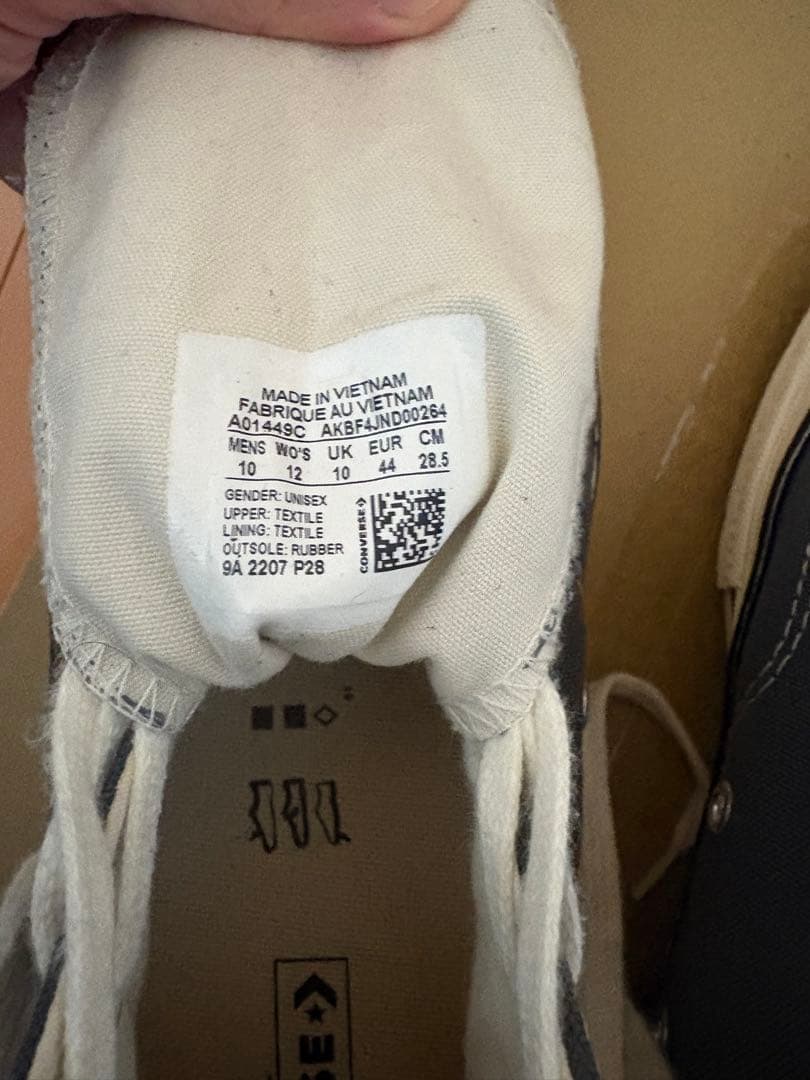 MADE IN VIETNAM
FABRIQUE AU VIETNAM
A01449C AKBF4JND00264
MENS WO'S UK EUR CM
10 12 10 44 28.5
GENDER: UNISEX
UPPER: TEXTILE
LINING: TEXTILE
OUTSOLE: RUBBER
9A 2207 P28
CONVERSE
SE